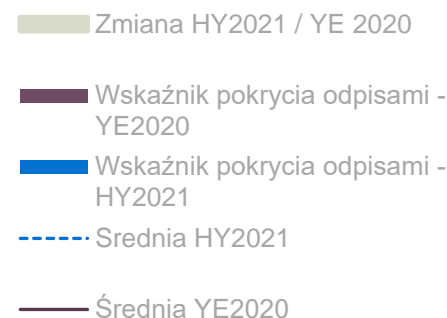 Zmiana HY2021 / YE 2020
Wskaźnik pokrycia odpisami -
YE2020
Wskaźnik pokrycia odpisami -
HY2021
Srednia HY2021
Średnia YE2020